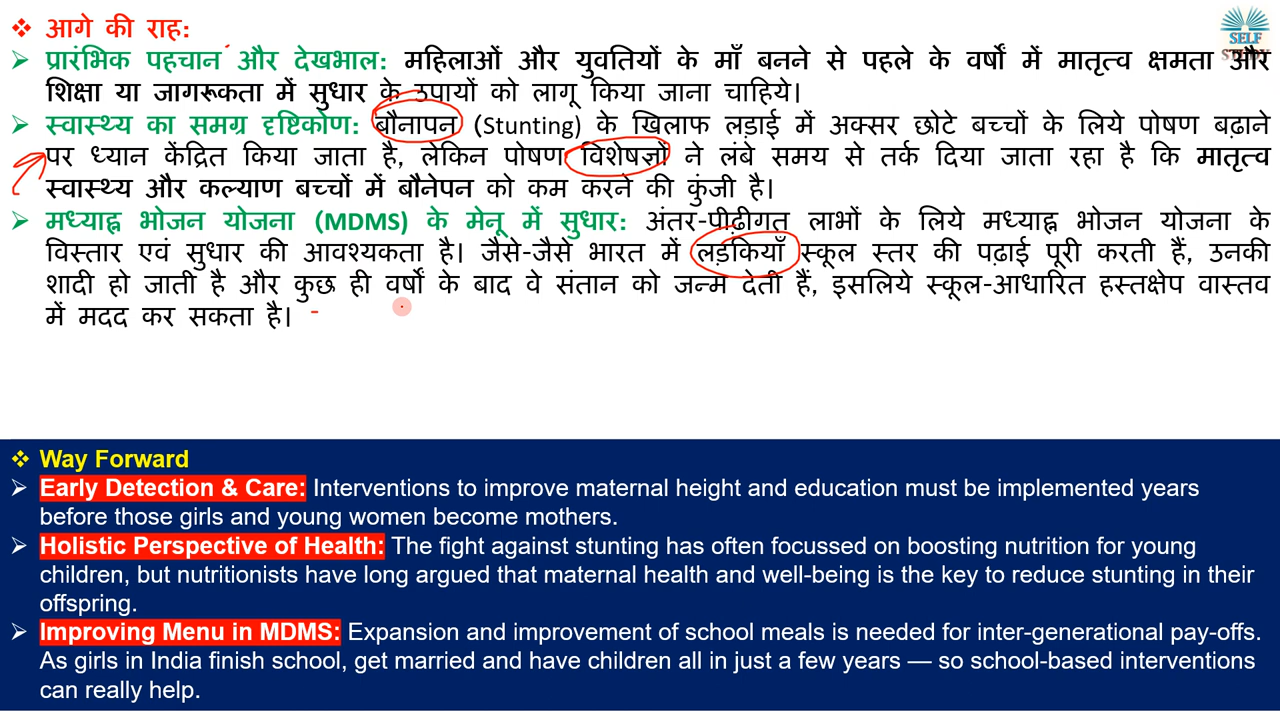 ❖ आगे की राह:
SELF
STUDY
➢ प्रारंभिक पहचान और देखभाल: महिलाओं और युवतियों के माँ बनने से पहले के वर्षों में मातृत्व क्षमता और
शिक्षा या जागरूकता में सुधार के उपायों को लागू किया जाना चाहिये।
➢ स्वास्थ्य का समग्र दृष्टिकोण: बौनापन (Stunting) के खिलाफ लड़ाई में अक्सर छोटे बच्चों के लिये पोषण बढ़ाने
पर ध्यान केंद्रित किया जाता है, लेकिन पोषण विशेषज्ञों ने लंबे समय से तर्क दिया जाता रहा है कि मातृत्व
स्वास्थ्य और कल्याण बच्चों में बौनेपन को कम करने की कुंजी है।
➢ मध्याह्न भोजन योजना (MDMS) के मेनू में सुधार: अंतर-पीढ़ीगत लाभों के लिये मध्याह्न भोजन योजना के
विस्तार एवं सुधार की आवश्यकता है। जैसे-जैसे भारत में लड़कियाँ स्कूल स्तर की पढ़ाई पूरी करती हैं, उनकी
शादी हो जाती है और कुछ ही वर्षों के बाद वे संतान को जन्म देती हैं, इसलिये स्कूल-आधारित हस्तक्षेप वास्तव
में मदद कर सकता है।
❖ Way Forward
➢ Early Detection & Care: Interventions to improve maternal height and education must be implemented years
before those girls and young women become mothers.
➢ Holistic Perspective of Health: The fight against stunting has often focussed on boosting nutrition for young
children, but nutritionists have long argued that maternal health and well-being is the key to reduce stunting in their
offspring.
➢ Improving Menu in MDMS: Expansion and improvement of school meals is needed for inter-generational pay-offs.
As girls in India finish school, get married and have children all in just a few years — so school-based interventions
can really help.